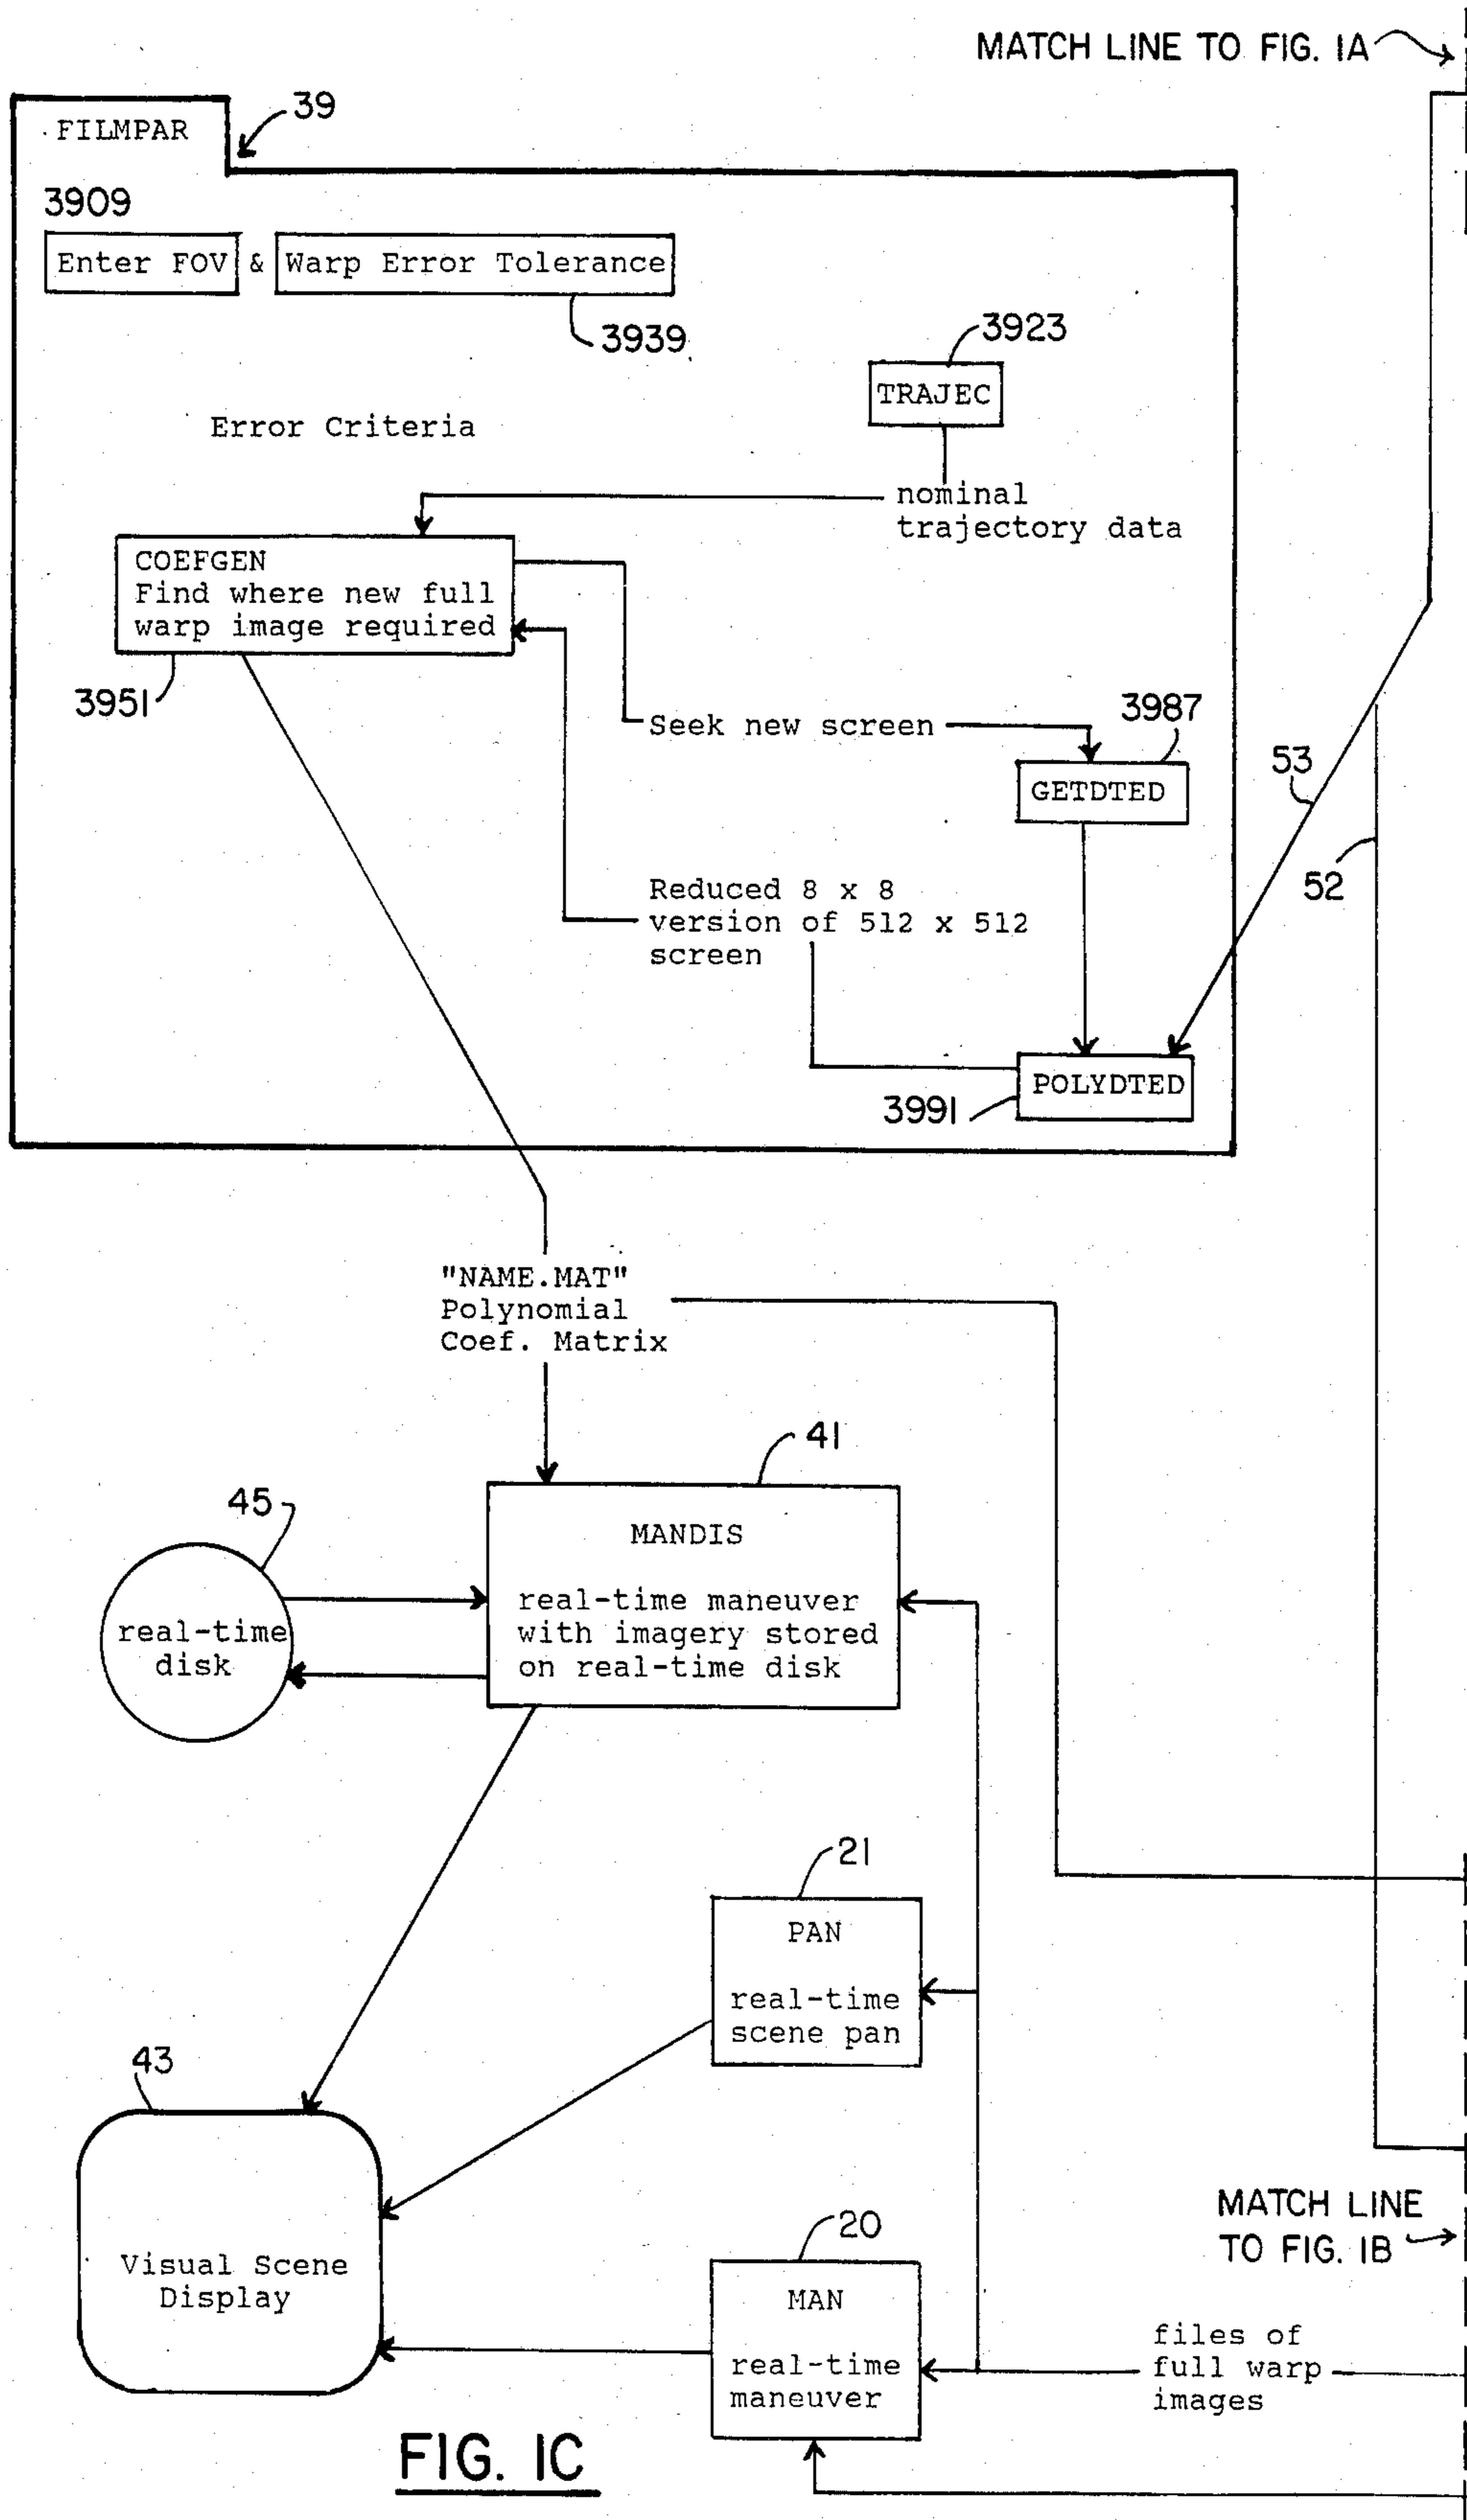 MATCH LINE TO FIG. 1A
39
FILMPAR
3909
Enter FOV & Warp Error Tolerance
3939
3923
TRAJEC
Error Criteria
nominal
trajectory data
COEFGEN
Find where new full
warp image required
3951
Seek new screen
3987
GETDTED
53
52
Reduced 8 x 8
version of 512 x 512
screen
POLYDTED
3991
"NAME.MAT"
Polynomial
Coef. Matrix
41
45
MANDIS
real-time maneuver
with imagery stored
on real-time disk
real-time
disk
21
PAN
real-time
scene pan
43
Visual Scene
Display
20
MAN
real-time
maneuver
MATCH LINE
TO FIG. 1B
files of
full warp
images
FIG. 1C